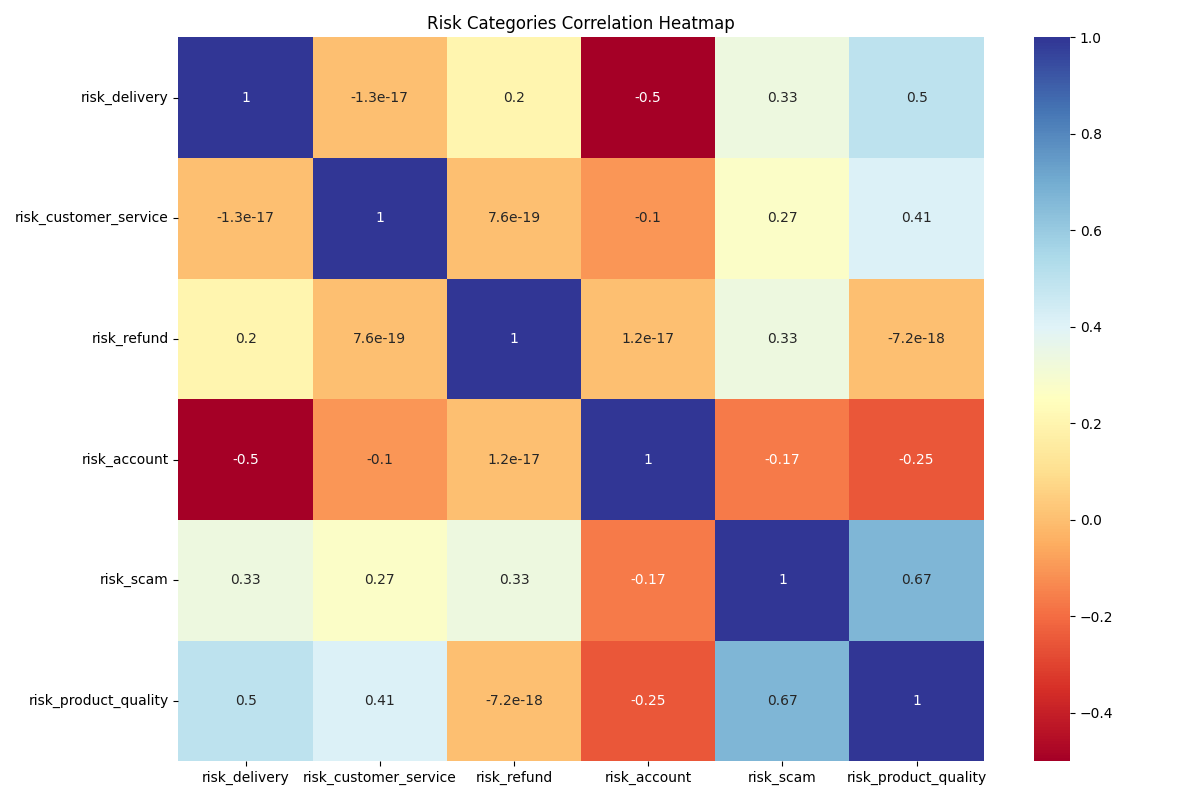 Risk Categories Correlation Heatmap
risk_delivery 1 -1.3e-17 0.2 -0.5 0.33 0.5
risk_customer_service -1.3e-17 1 7.6e-19 -0.1 0.27 0.41
risk_refund 0.2 7.6e-19 1 1.2e-17 0.33 -7.2e-18
risk_account -0.5 -0.1 1.2e-17 1 -0.17 -0.25
risk_scam 0.33 0.27 0.33 -0.17 1 0.67
risk_product_quality 0.5 0.41 -7.2e-18 -0.25 0.67 1
risk_delivery risk_customer_service risk_refund risk_account risk_scam risk_product_quality
1.0
0.8
0.6
0.4
0.2
0.0
−0.2
−0.4